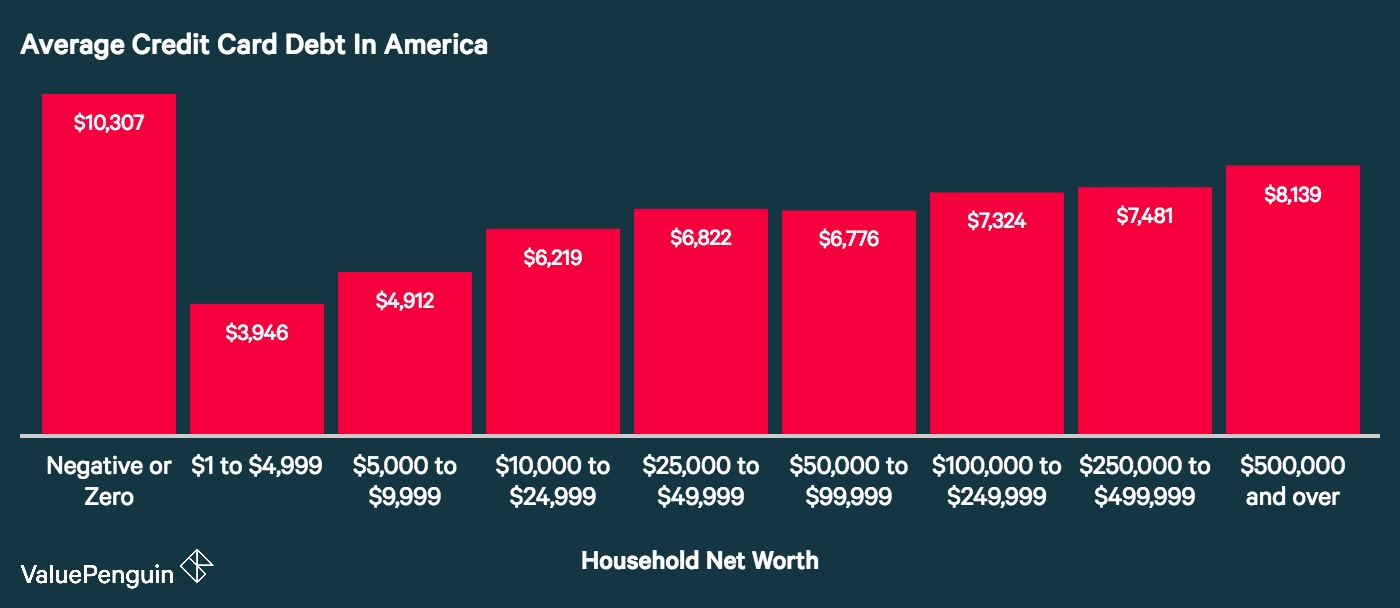 Average Credit Card Debt In America
$10,307
$3,946
$4,912
$6,219
$6,822
$6,776
$7,324
$7,481
$8,139
Negative or
Zero
$1 to $4,999
$5,000 to
$9,999
$10,000 to
$24,999
$25,000 to
$49,999
$50,000 to
$99,999
$100,000 to
$249,999
$250,000 to
$499,999
$500,000
and over
Household Net Worth
ValuePenguin